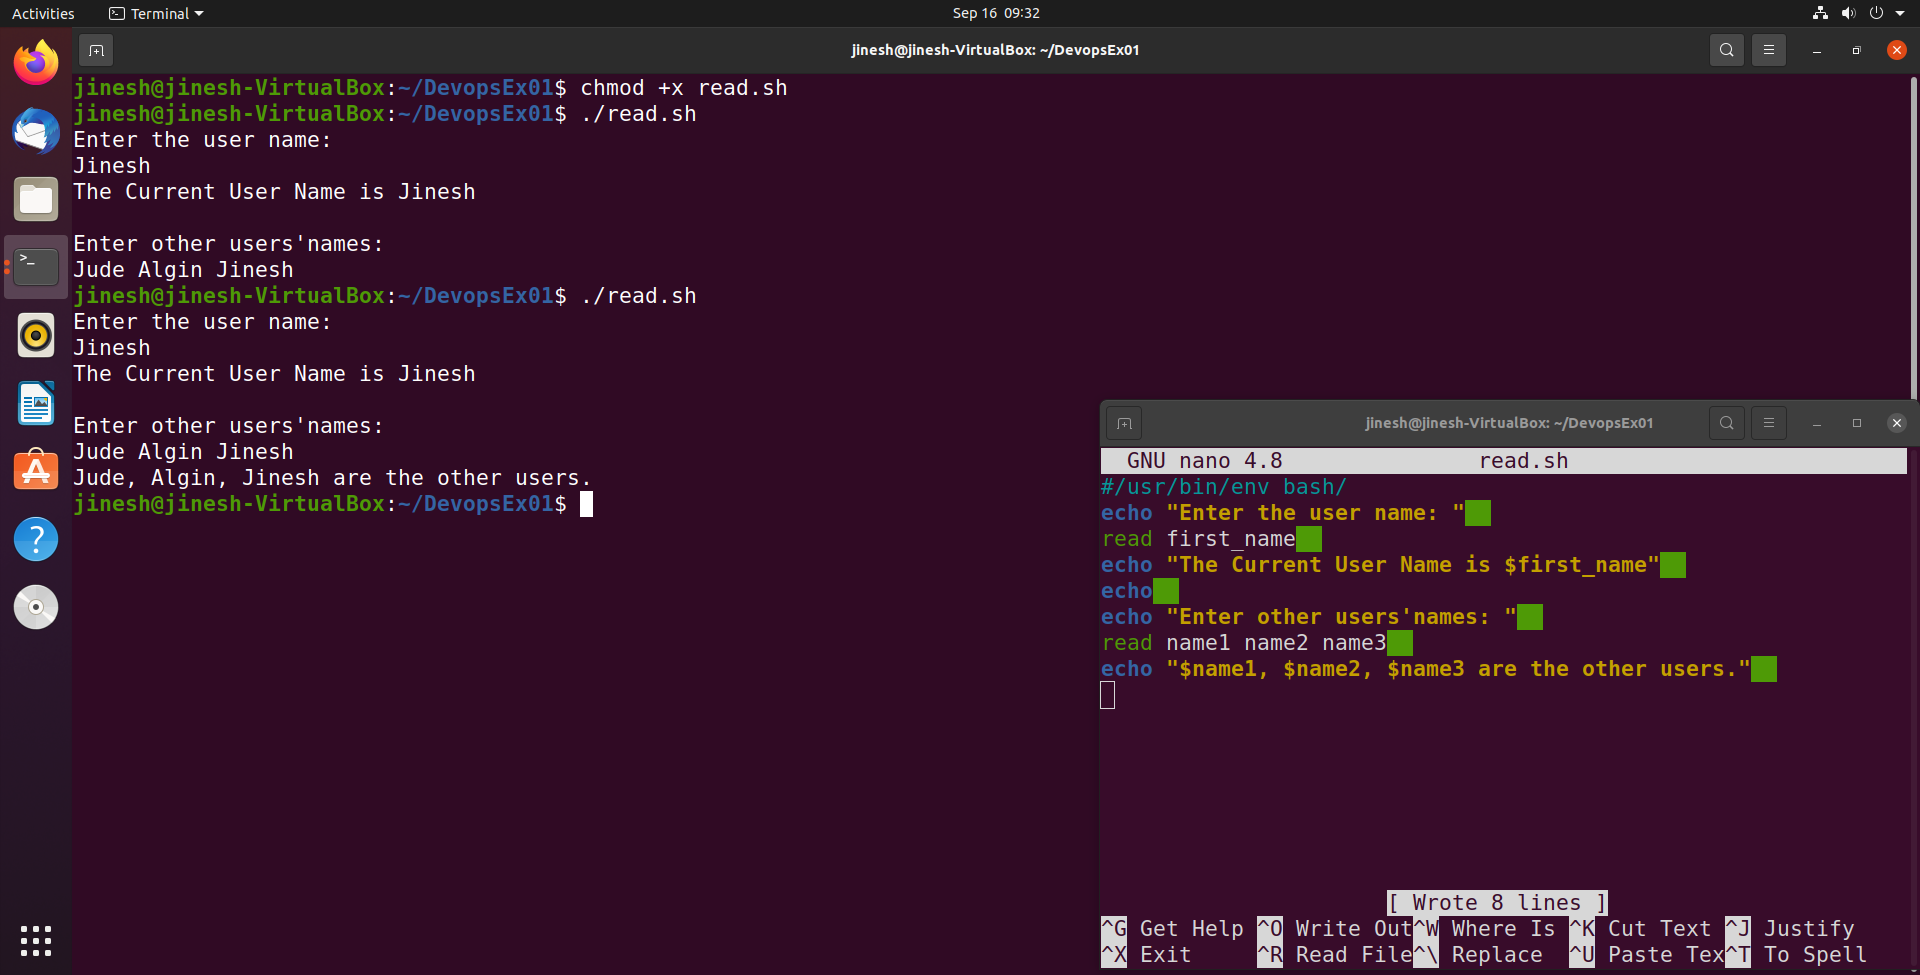 Activities Terminal Sep 16 09:32
jinesh@jinesh-VirtualBox: ~/DevopsEx01
jinesh@jinesh-VirtualBox:~/DevopsEx01$ chmod +x read.sh
jinesh@jinesh-VirtualBox:~/DevopsEx01$ ./read.sh
Enter the user name:
Jinesh
The Current User Name is Jinesh
Enter other users'names:
Jude Algin Jinesh
jinesh@jinesh-VirtualBox:~/DevopsEx01$ ./read.sh
Enter the user name:
Jinesh
The Current User Name is Jinesh
Enter other users'names:
Jude Algin Jinesh
Jude, Algin, Jinesh are the other users.
jinesh@jinesh-VirtualBox:~/DevopsEx01$
jinesh@jinesh-VirtualBox: ~/DevopsEx01
GNU nano 4.8 read.sh
#/usr/bin/env bash/
echo "Enter the user name: "
read first_name
echo "The Current User Name is $first_name"
echo
echo "Enter other users'names: "
read name1 name2 name3
echo "$name1, $name2, $name3 are the other users."
[ Wrote 8 lines ]
^G Get Help ^O Write Out ^W Where Is ^K Cut Text ^J Justify
^X Exit ^R Read File ^\ Replace ^U Paste Tex ^T To Spell